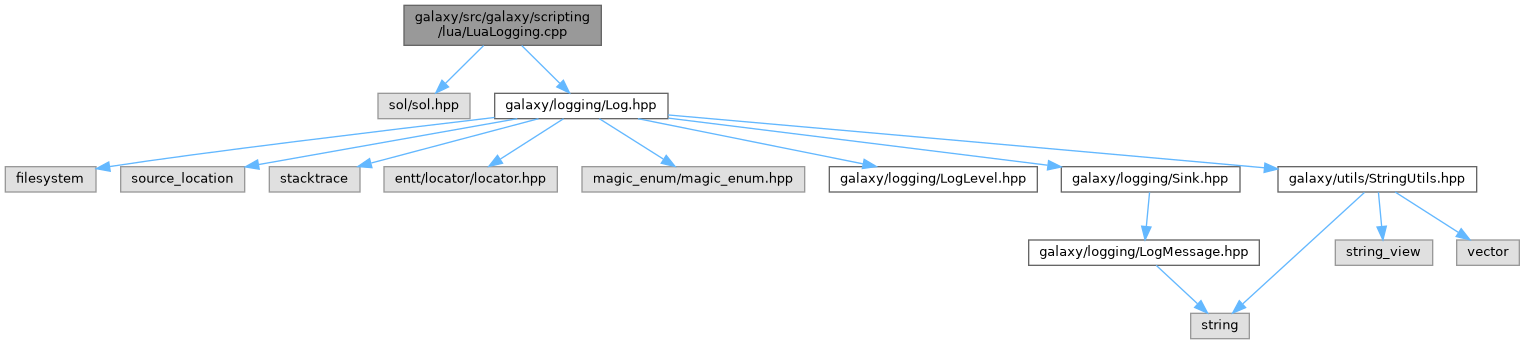 galaxy/src/galaxy/scripting
/lua/LuaLogging.cpp
sol/sol.hpp
galaxy/logging/Log.hpp
filesystem
source_location
stacktrace
entt/locator/locator.hpp
magic_enum/magic_enum.hpp
galaxy/logging/LogLevel.hpp
galaxy/logging/Sink.hpp
galaxy/utils/StringUtils.hpp
galaxy/logging/LogMessage.hpp
string_view
vector
string